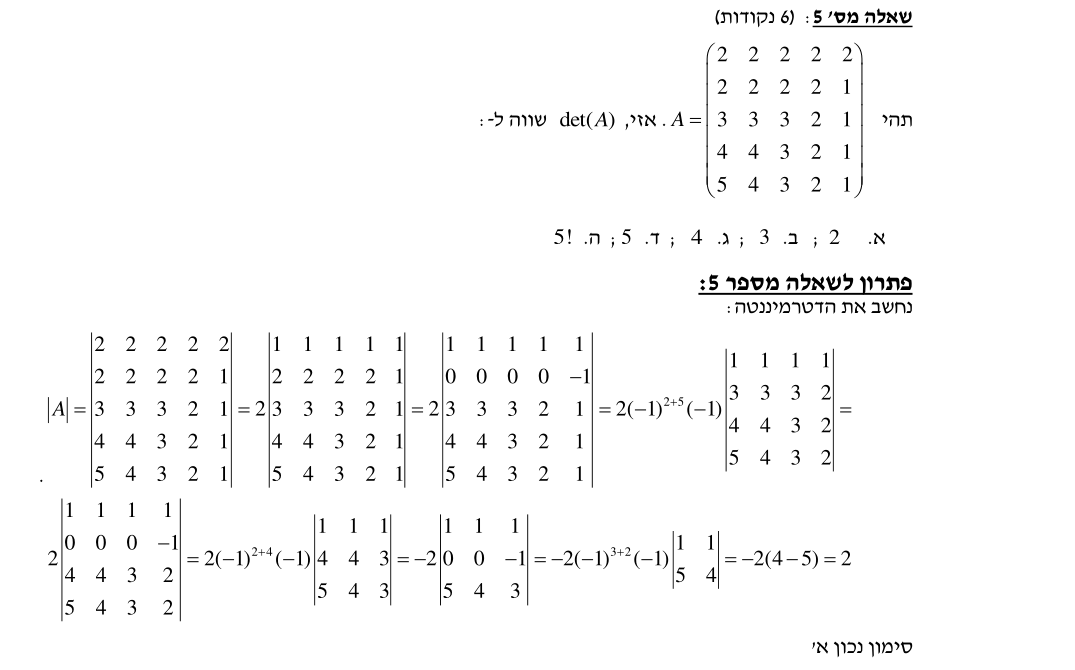 שאלה מס' 5: (6 נקודות)
2 2 2 2 2
2 2 2 2 1
תהי A = 3 3 3 2 1 . אזי, det(A) שווה ל-:
4 4 3 2 1
5 4 3 2 1
א. 2 ; ב. 3 ; ג. 4 ; ד. 5 ; ה. 5!
פתרון לשאלה מספר 5:
נחשב את הדטרמיננטה:
|A| = |2 2 2 2 2; 2 2 2 2 1; 3 3 3 2 1; 4 4 3 2 1; 5 4 3 2 1| = 2|1 1 1 1 1; 2 2 2 2 1; 3 3 3 2 1; 4 4 3 2 1; 5 4 3 2 1| = 2|1 1 1 1 1; 0 0 0 0 −1; 3 3 3 2 1; 4 4 3 2 1; 5 4 3 2 1| = 2(−1)^{2+5}(−1)|1 1 1 1; 3 3 3 2; 4 4 3 2; 5 4 3 2| =
2|1 1 1 1; 0 0 0 −1; 4 4 3 2; 5 4 3 2| = 2(−1)^{2+4}(−1)|1 1 1; 4 4 3; 5 4 3| = −2|1 1 1; 0 0 −1; 5 4 3| = −2(−1)^{3+2}(−1)|1 1; 5 4| = −2(4−5) = 2
.
סימון נכון א'